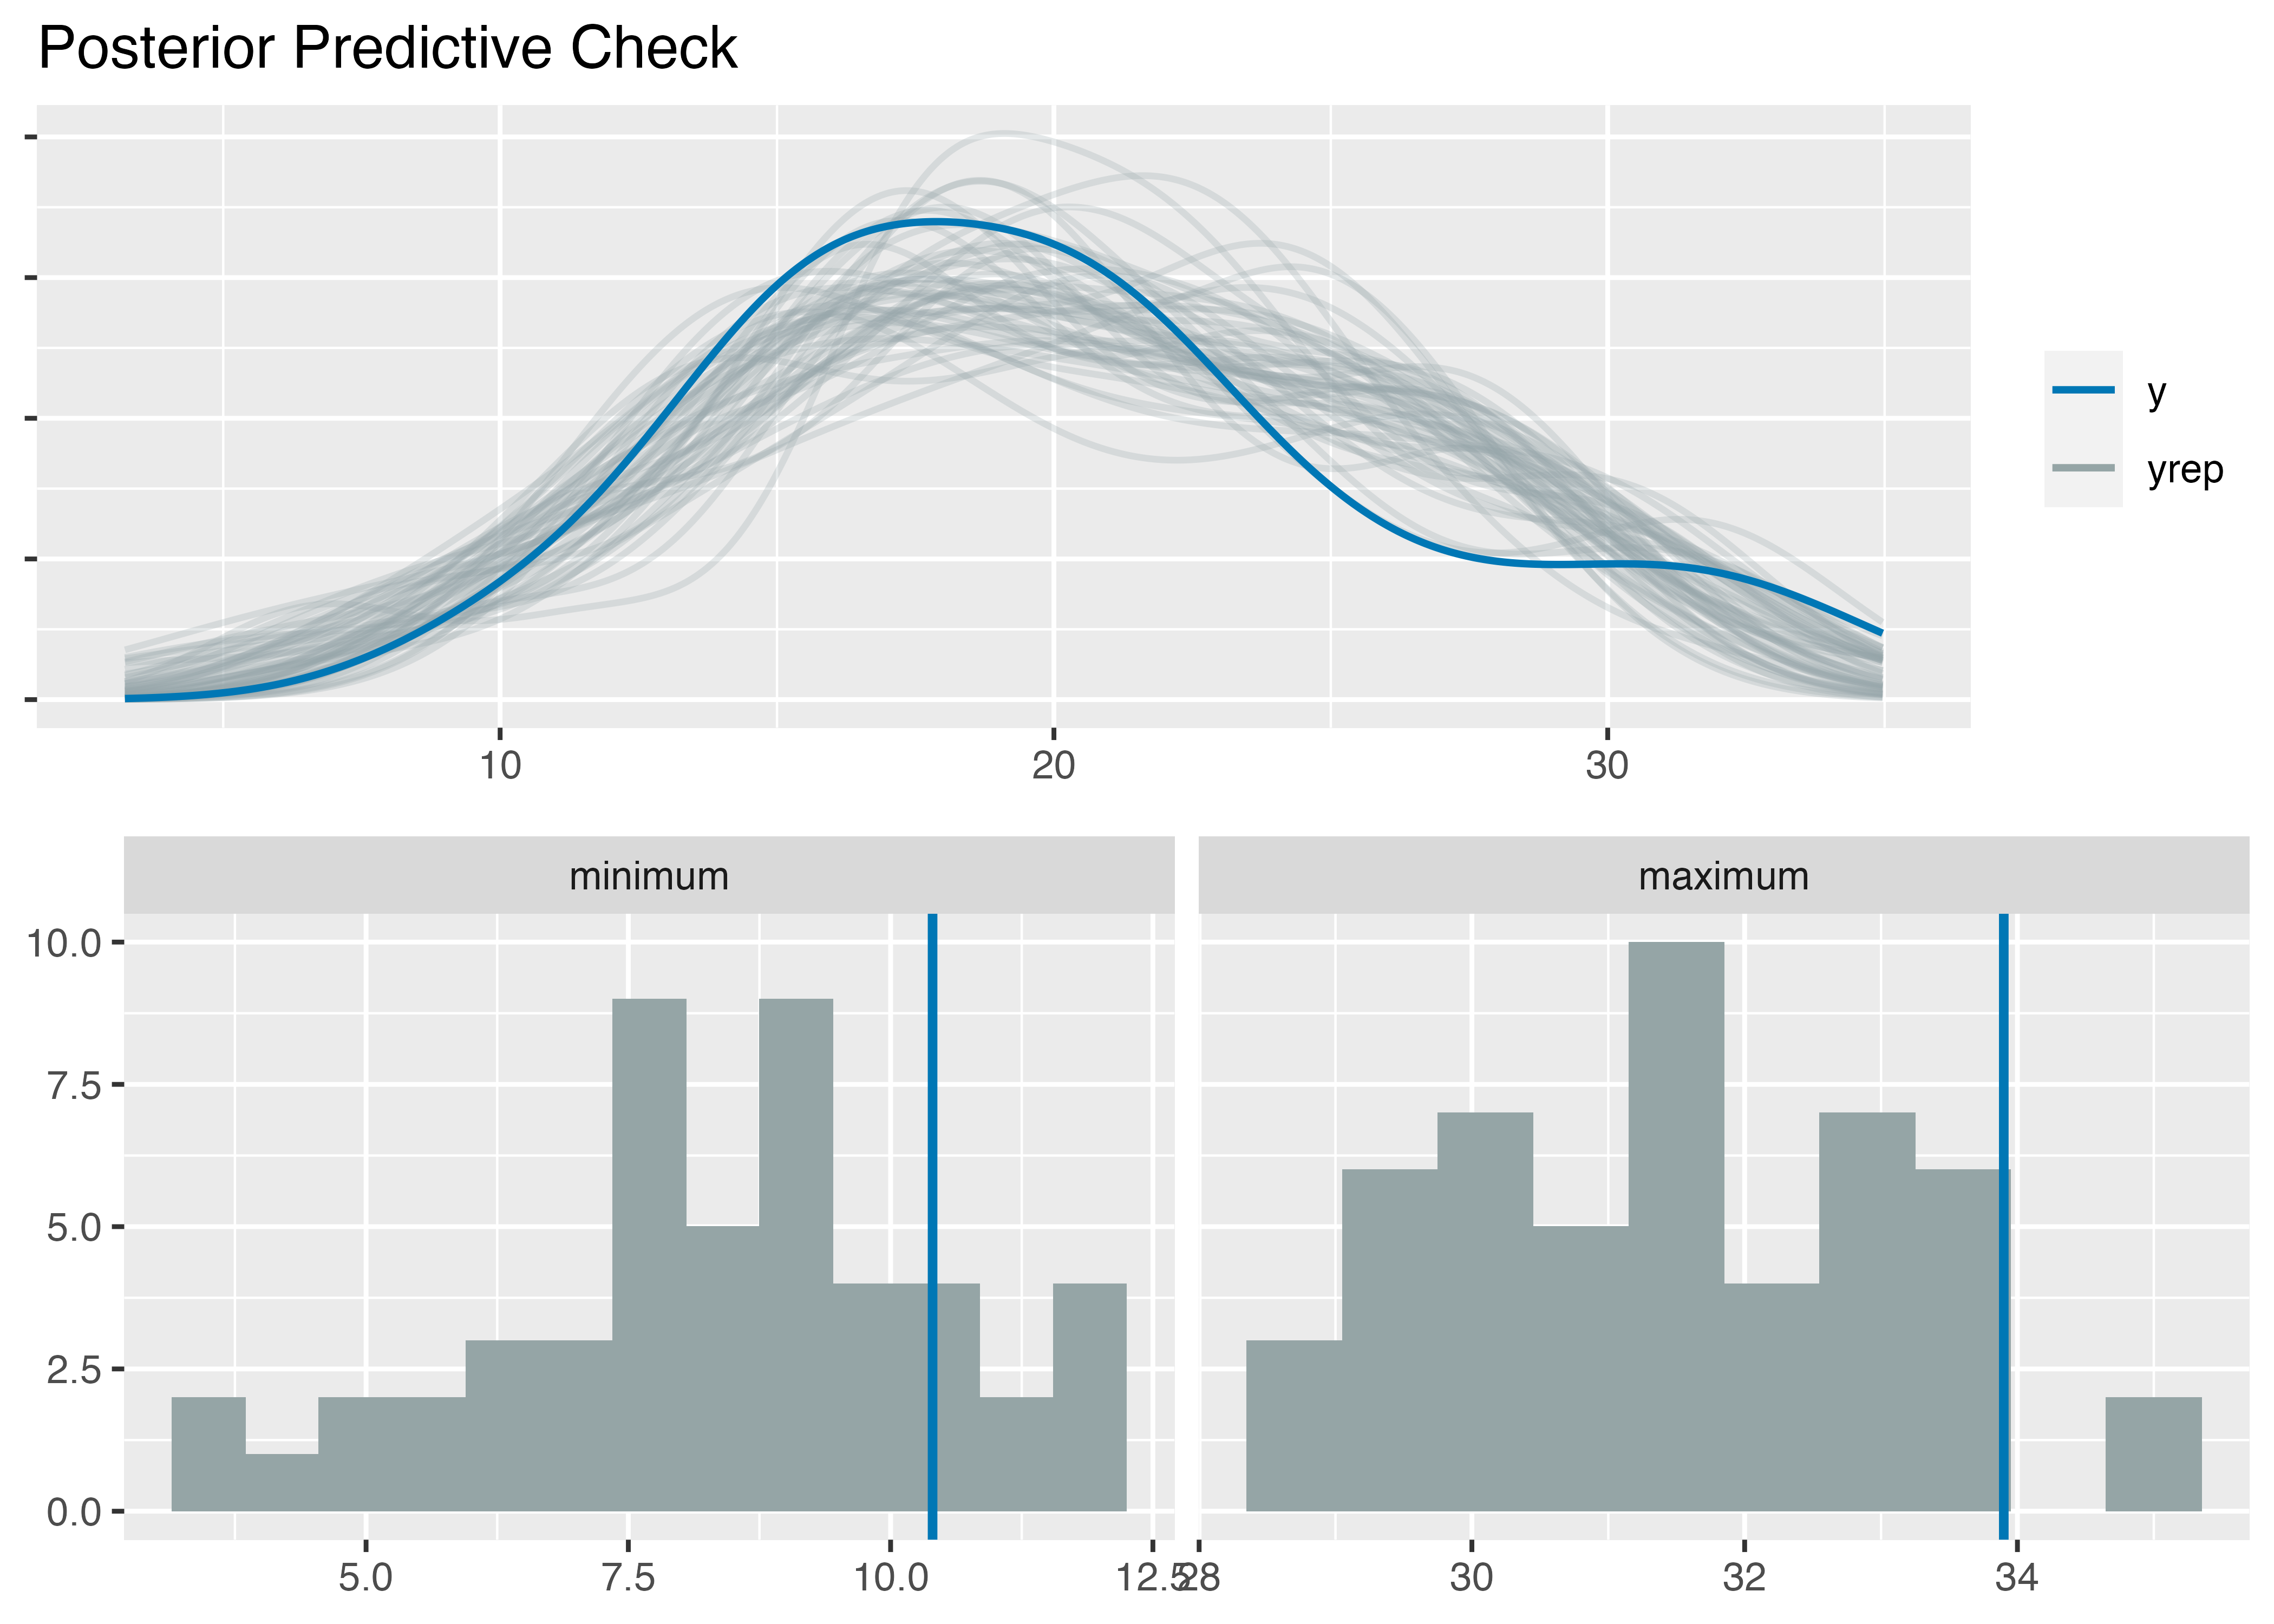 Posterior Predictive Check
y
yrep
10 20 30
minimum maximum
10.0
7.5
5.0
2.5
0.0
5.0 7.5 10.0 12.5 28 30 32 34